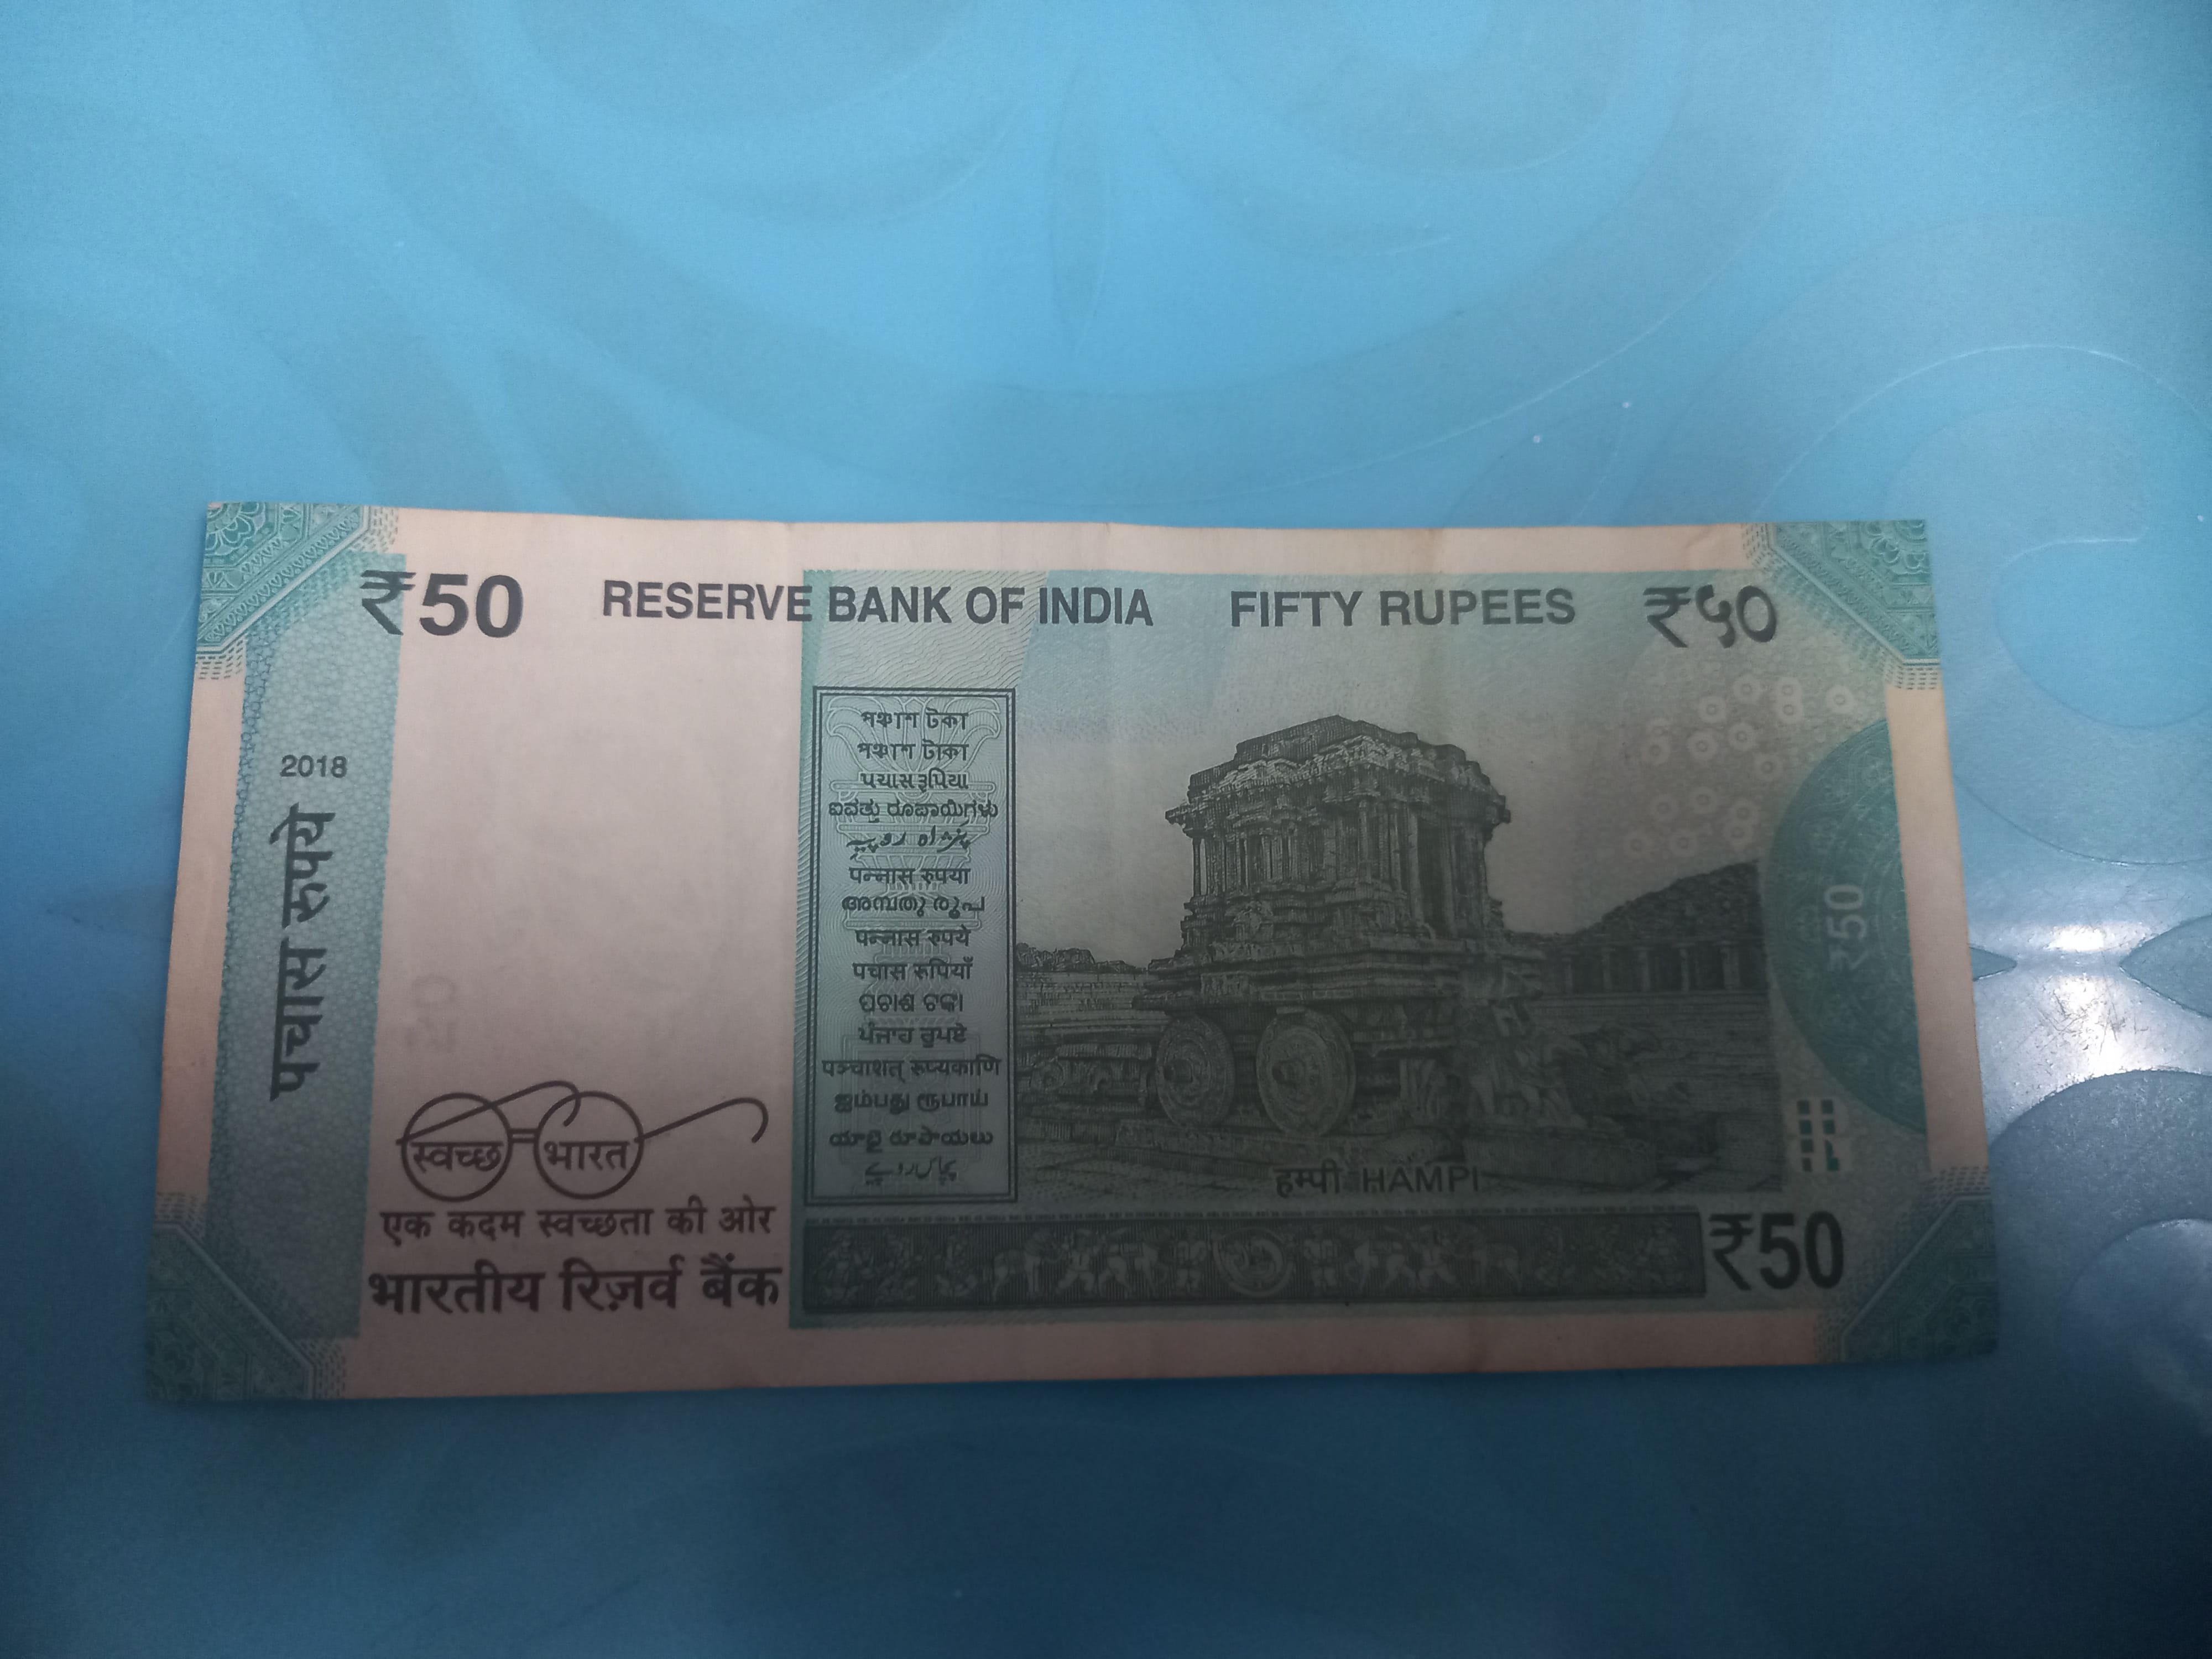 ₹50 RESERVE BANK OF INDIA FIFTY RUPEES ₹५०
2018
पचास रुपये
পঞ্চাশ টকা
পঞ্চাশ টাকা
પચાસ રૂપિયા
ಐವತ್ತು ರೂಪಾಯಿಗಳು
پَنٛژاہ رۄپیہِ
पन्नास रुपया
അമ്പതു രൂപ
पन्नास रुपये
पचास रुपियाँ
ପଚାଶ ଟଙ୍କା
ਪੰਜਾਹ ਰੁਪਏ
पञ्चाशत् रूप्यकाणि
ஐம்பது ரூபாய்
యాభై రూపాయలు
پچاس روپے
₹50
स्वच्छ भारत
एक कदम स्वच्छता की ओर
भारतीय रिज़र्व बैंक
हम्पी HAMPI
₹50